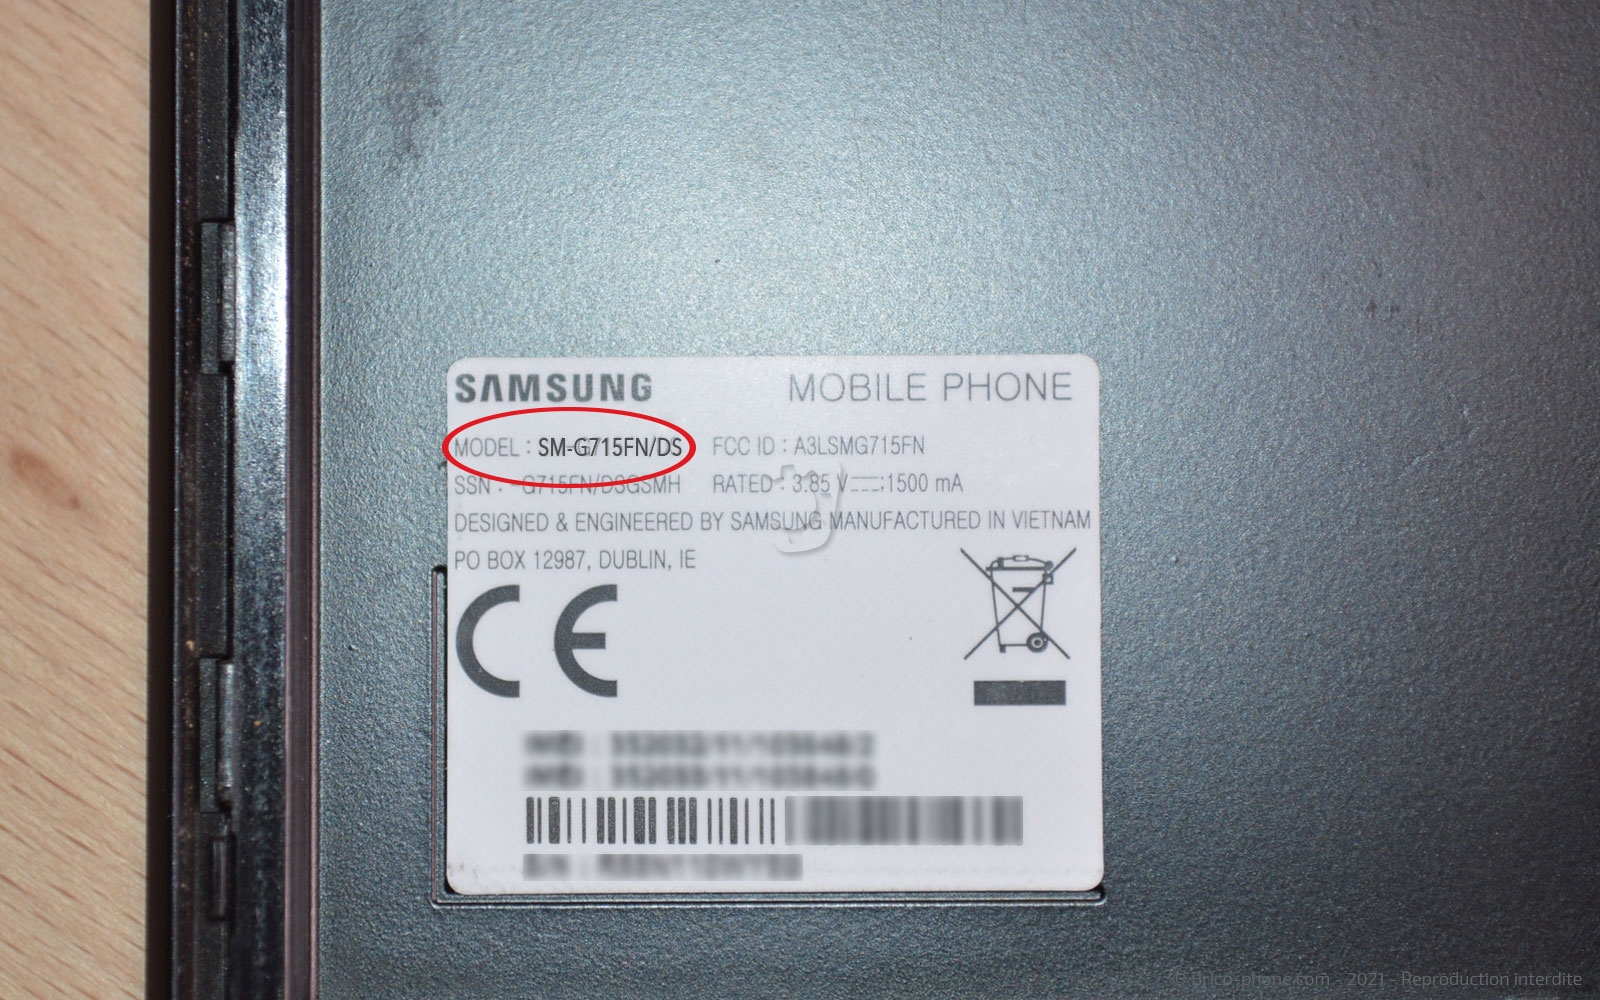 SAMSUNG MOBILE PHONE
MODEL : SM-G715FN/DS FCC ID : A3LSMG715FN
SSN : -G715FN/DSGSMH RATED : 3.85 V⎓;1500 mA
DESIGNED & ENGINEERED BY SAMSUNG MANUFACTURED IN VIETNAM
PO BOX 12987, DUBLIN, IE
CE
© Brico-phone.com - 2021 - Reproduction interdite